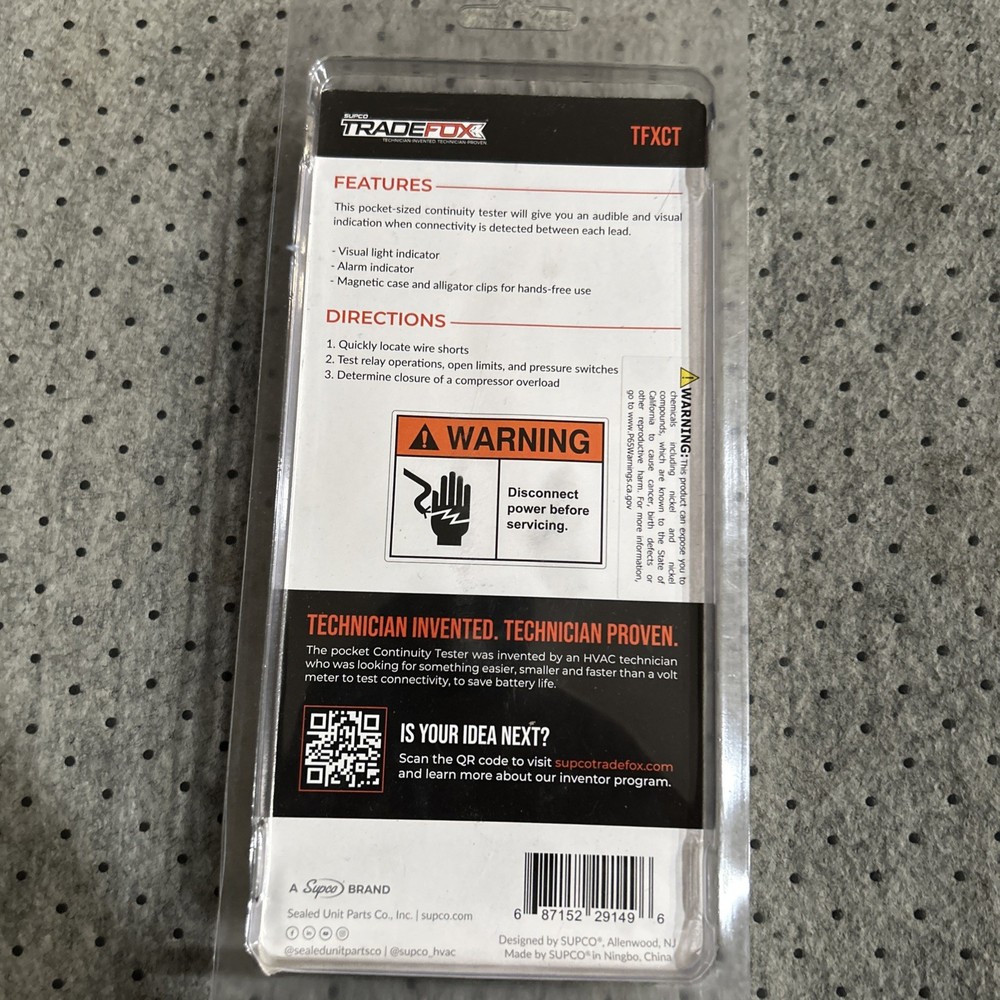 SUPCO
TRADEFOX
TECHNICIAN INVENTED. TECHNICIAN PROVEN.
TFXCT
FEATURES
This pocket-sized continuity tester will give you an audible and visual
indication when connectivity is detected between each lead.
- Visual light indicator
- Alarm indicator
- Magnetic case and alligator clips for hands-free use
DIRECTIONS
1. Quickly locate wire shorts
2. Test relay operations, open limits, and pressure switches
3. Determine closure of a compressor overload
WARNING
Disconnect
power before
servicing.
WARNING: This product can expose you to
chemicals including nickel and nickel
compounds, which are known to the State of
California to cause cancer, birth defects or
other reproductive harm. For more information,
go to www.P65Warnings.ca.gov
TECHNICIAN INVENTED. TECHNICIAN PROVEN.
The pocket Continuity Tester was invented by an HVAC technician
who was looking for something easier, smaller and faster than a volt
meter to test connectivity, to save battery life.
IS YOUR IDEA NEXT?
Scan the QR code to visit supcotradefox.com
and learn more about our inventor program.
A Supco BRAND
Sealed Unit Parts Co., Inc. | supco.com
@sealedunitpartsco | @supco_hvac
6 87152 29149 6
Designed by SUPCO®, Allenwood, NJ
Made by SUPCO® in Ningbo, China